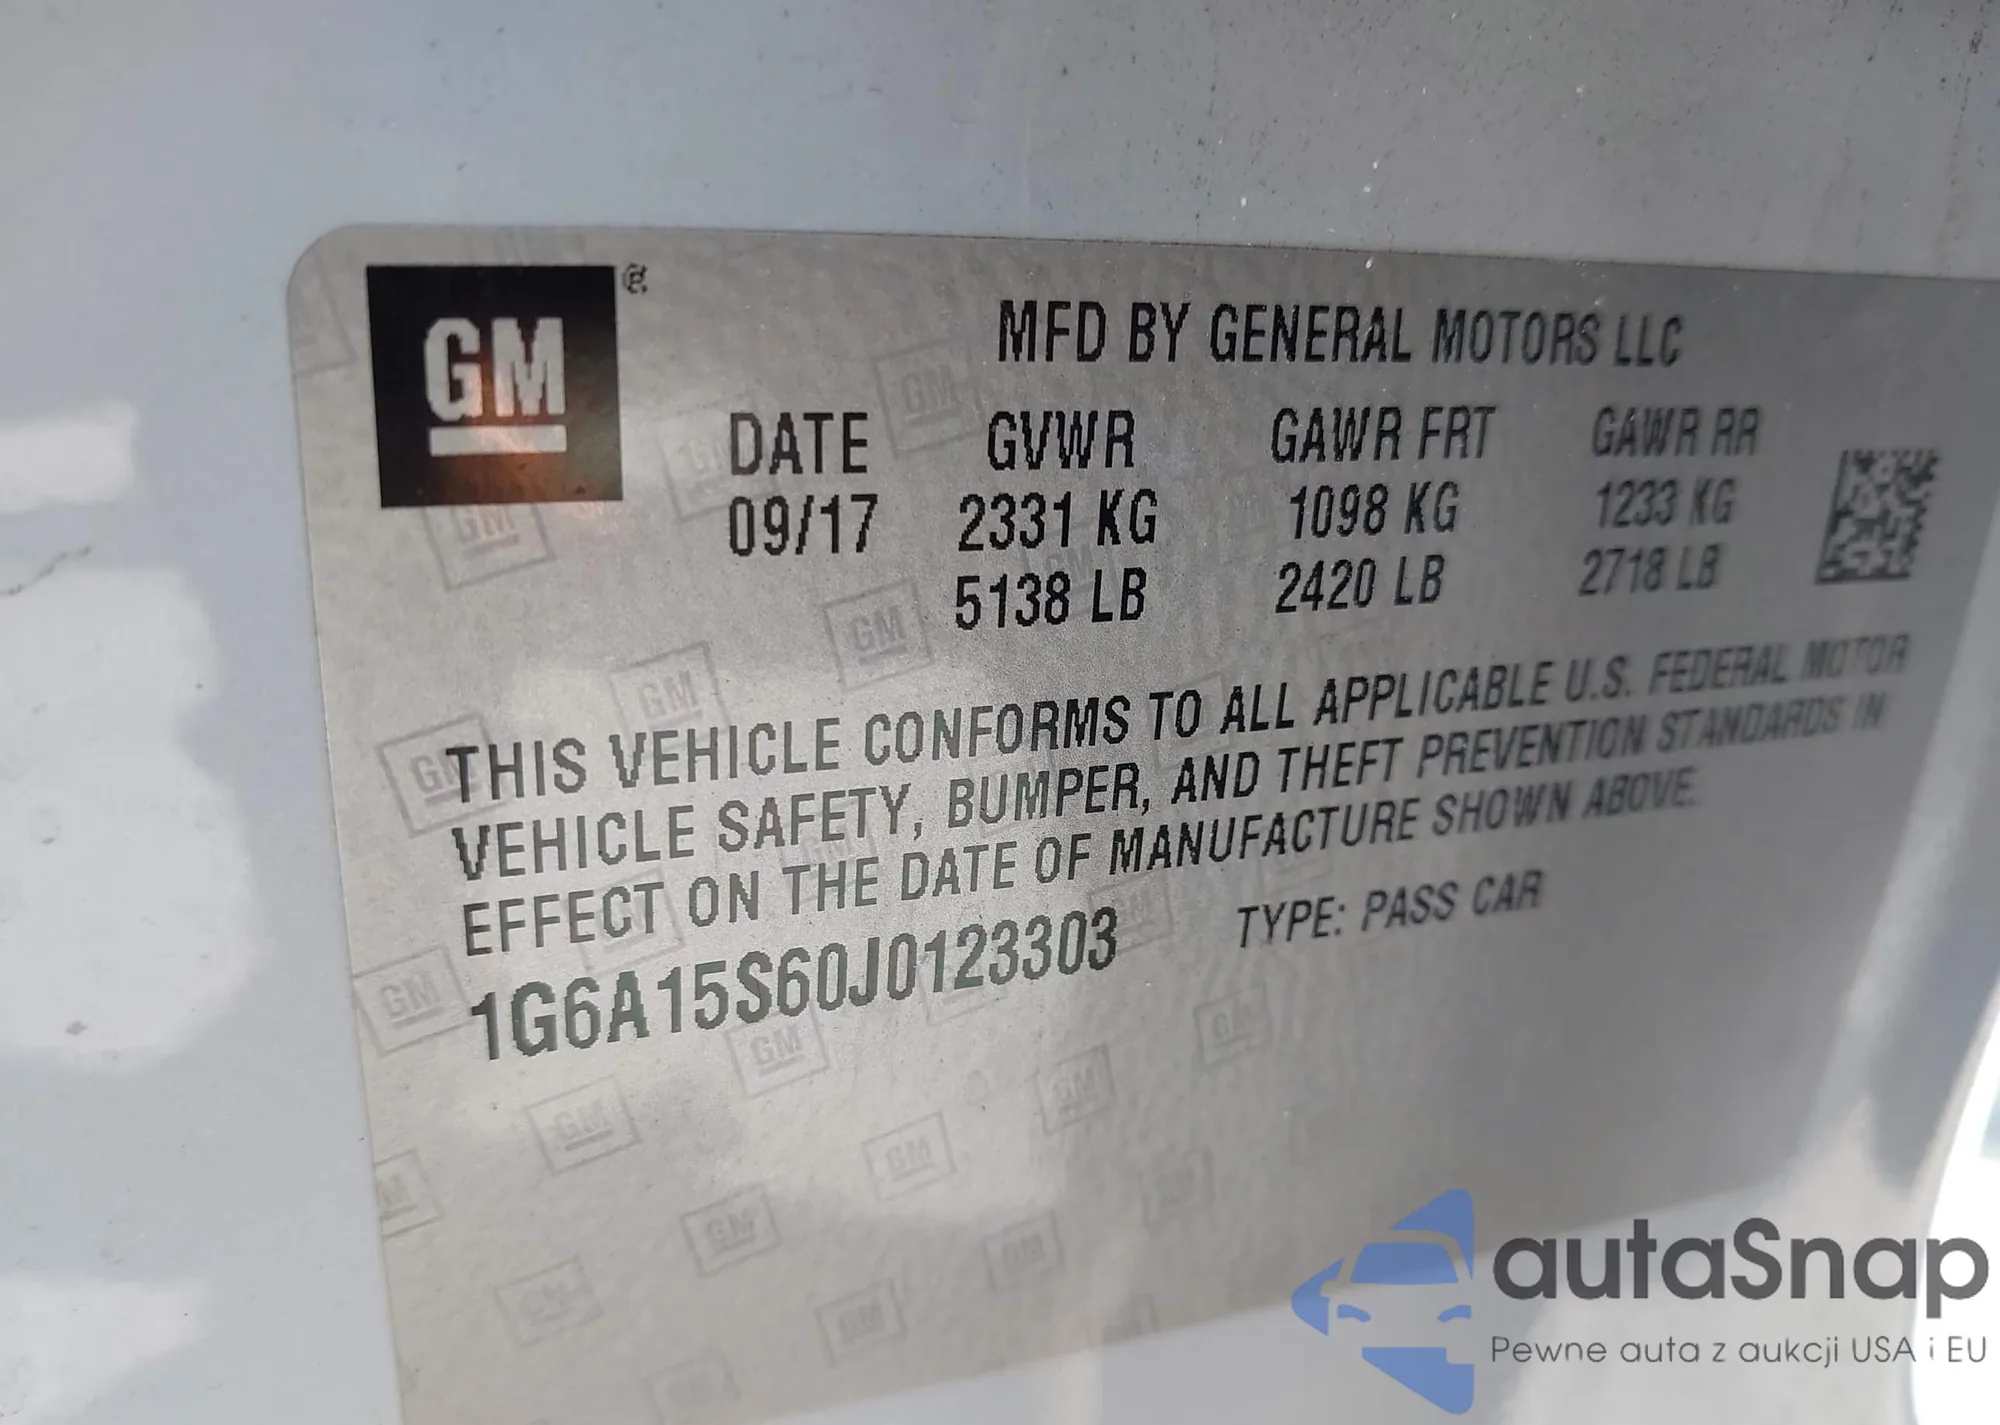 GM
MFD BY GENERAL MOTORS LLC
DATE GVWR GAWR FRT GAWR RR
09/17 2331 KG 1098 KG 1233 KG
5138 LB 2420 LB 2718 LB
THIS VEHICLE CONFORMS TO ALL APPLICABLE U.S. FEDERAL MOTOR
VEHICLE SAFETY, BUMPER, AND THEFT PREVENTION STANDARDS IN
EFFECT ON THE DATE OF MANUFACTURE SHOWN ABOVE.
1G6A15S60J0123303 TYPE: PASS CAR
autaSnap
Pewne auta z aukcji USA i EU